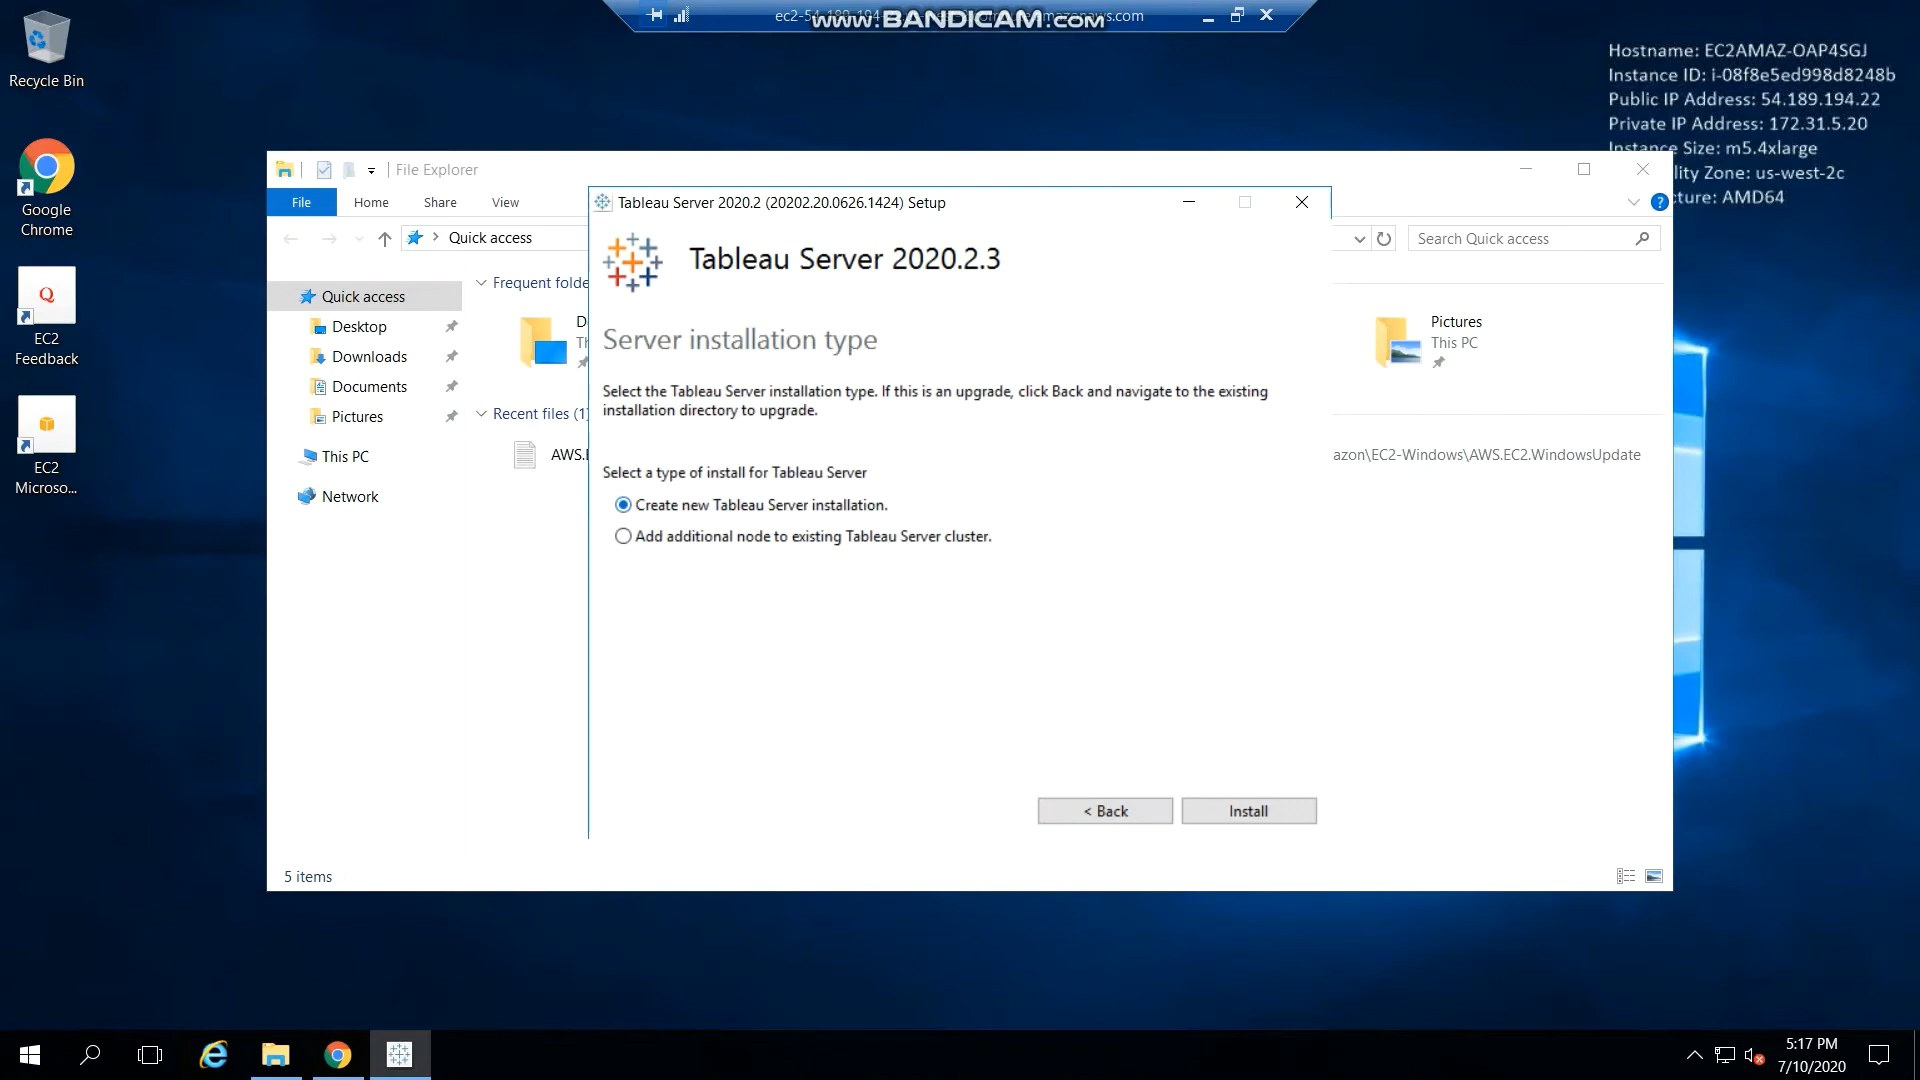 www.BANDICAM.com
Recycle Bin
Google
Chrome
EC2
Feedback
EC2
Microso...
Hostname: EC2AMAZ-OAP4SGJ
Instance ID: i-08f8e5ed998d8248b
Public IP Address: 54.189.194.22
Private IP Address: 172.31.5.20
Instance Size: m5.4xlarge
lity Zone: us-west-2c
cture: AMD64
File Explorer
File
Home
Share
View
Quick access
Search Quick access
Quick access
Desktop
Downloads
Documents
Pictures
This PC
Network
Frequent folde
D
Th
Pictures
This PC
Recent files (1)
AWS.E
azon\EC2-Windows\AWS.EC2.WindowsUpdate
5 items
Tableau Server 2020.2 (20202.20.0626.1424) Setup
Tableau Server 2020.2.3
Server installation type
Select the Tableau Server installation type. If this is an upgrade, click Back and navigate to the existing
installation directory to upgrade.
Select a type of install for Tableau Server
Create new Tableau Server installation.
Add additional node to existing Tableau Server cluster.
< Back
Install
5:17 PM
7/10/2020